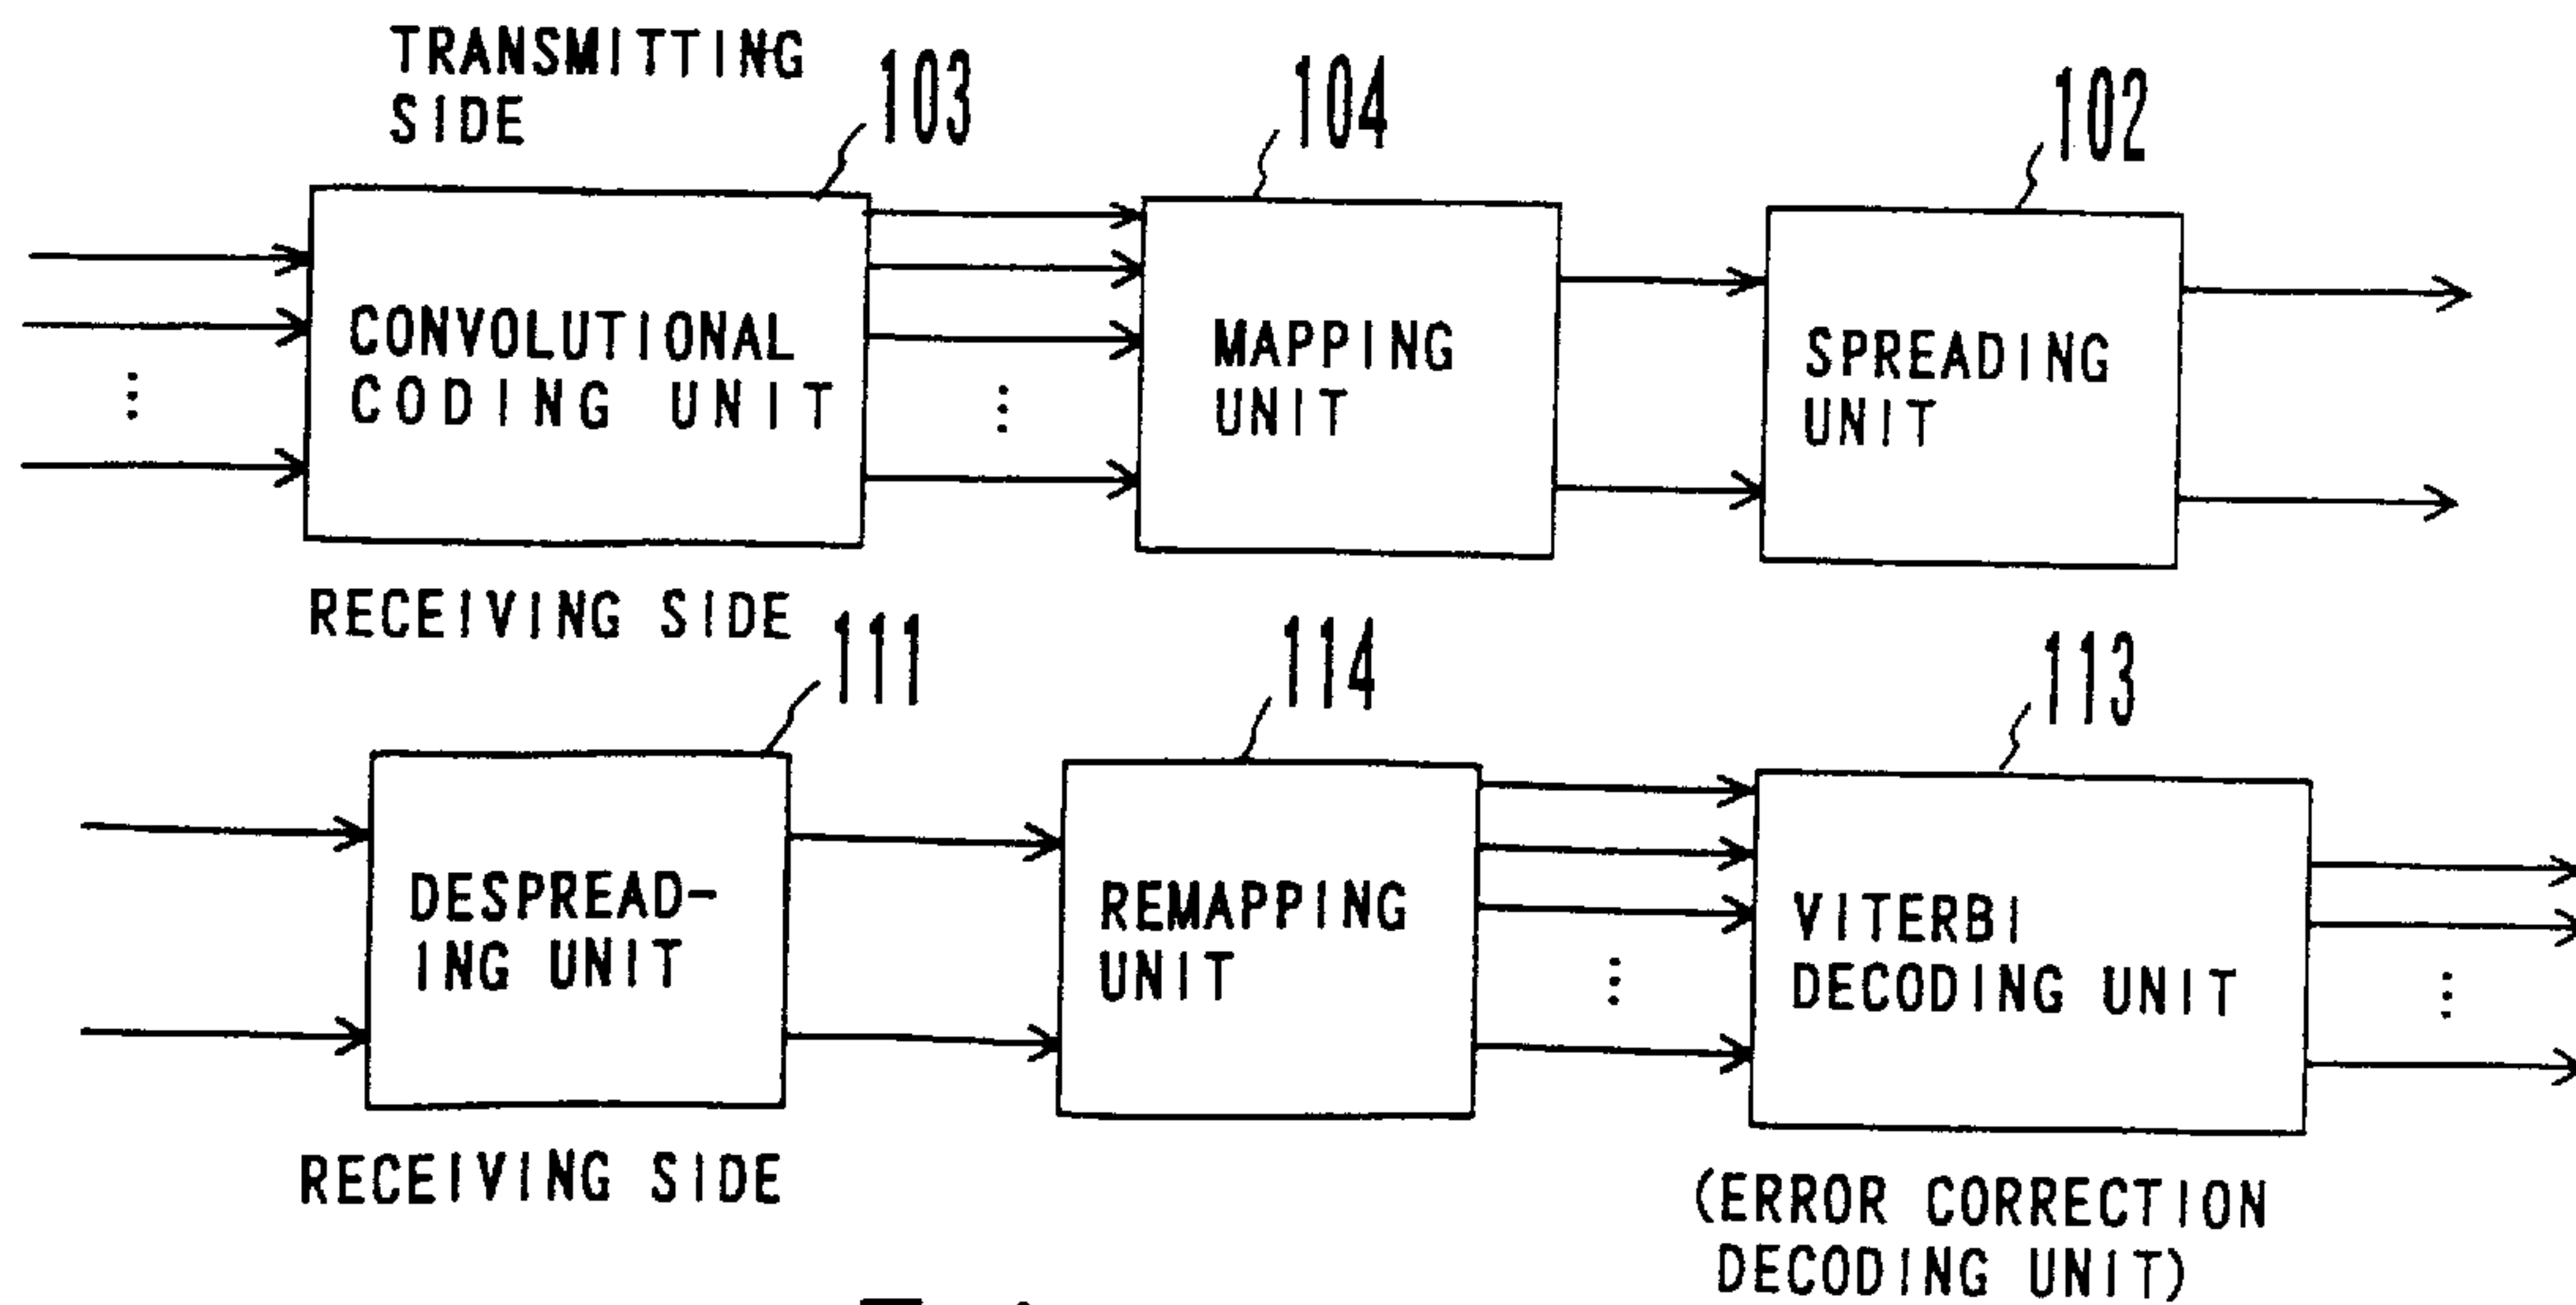 TRANSMITTING
SIDE
103
104
102
CONVOLUTIONAL
CODING UNIT
MAPPING
UNIT
SPREADING
UNIT
RECEIVING SIDE
111
114
113
DESPREAD-
ING UNIT
REMAPPING
UNIT
VITERBI
DECODING UNIT
RECEIVING SIDE
(ERROR CORRECTION
DECODING UNIT)